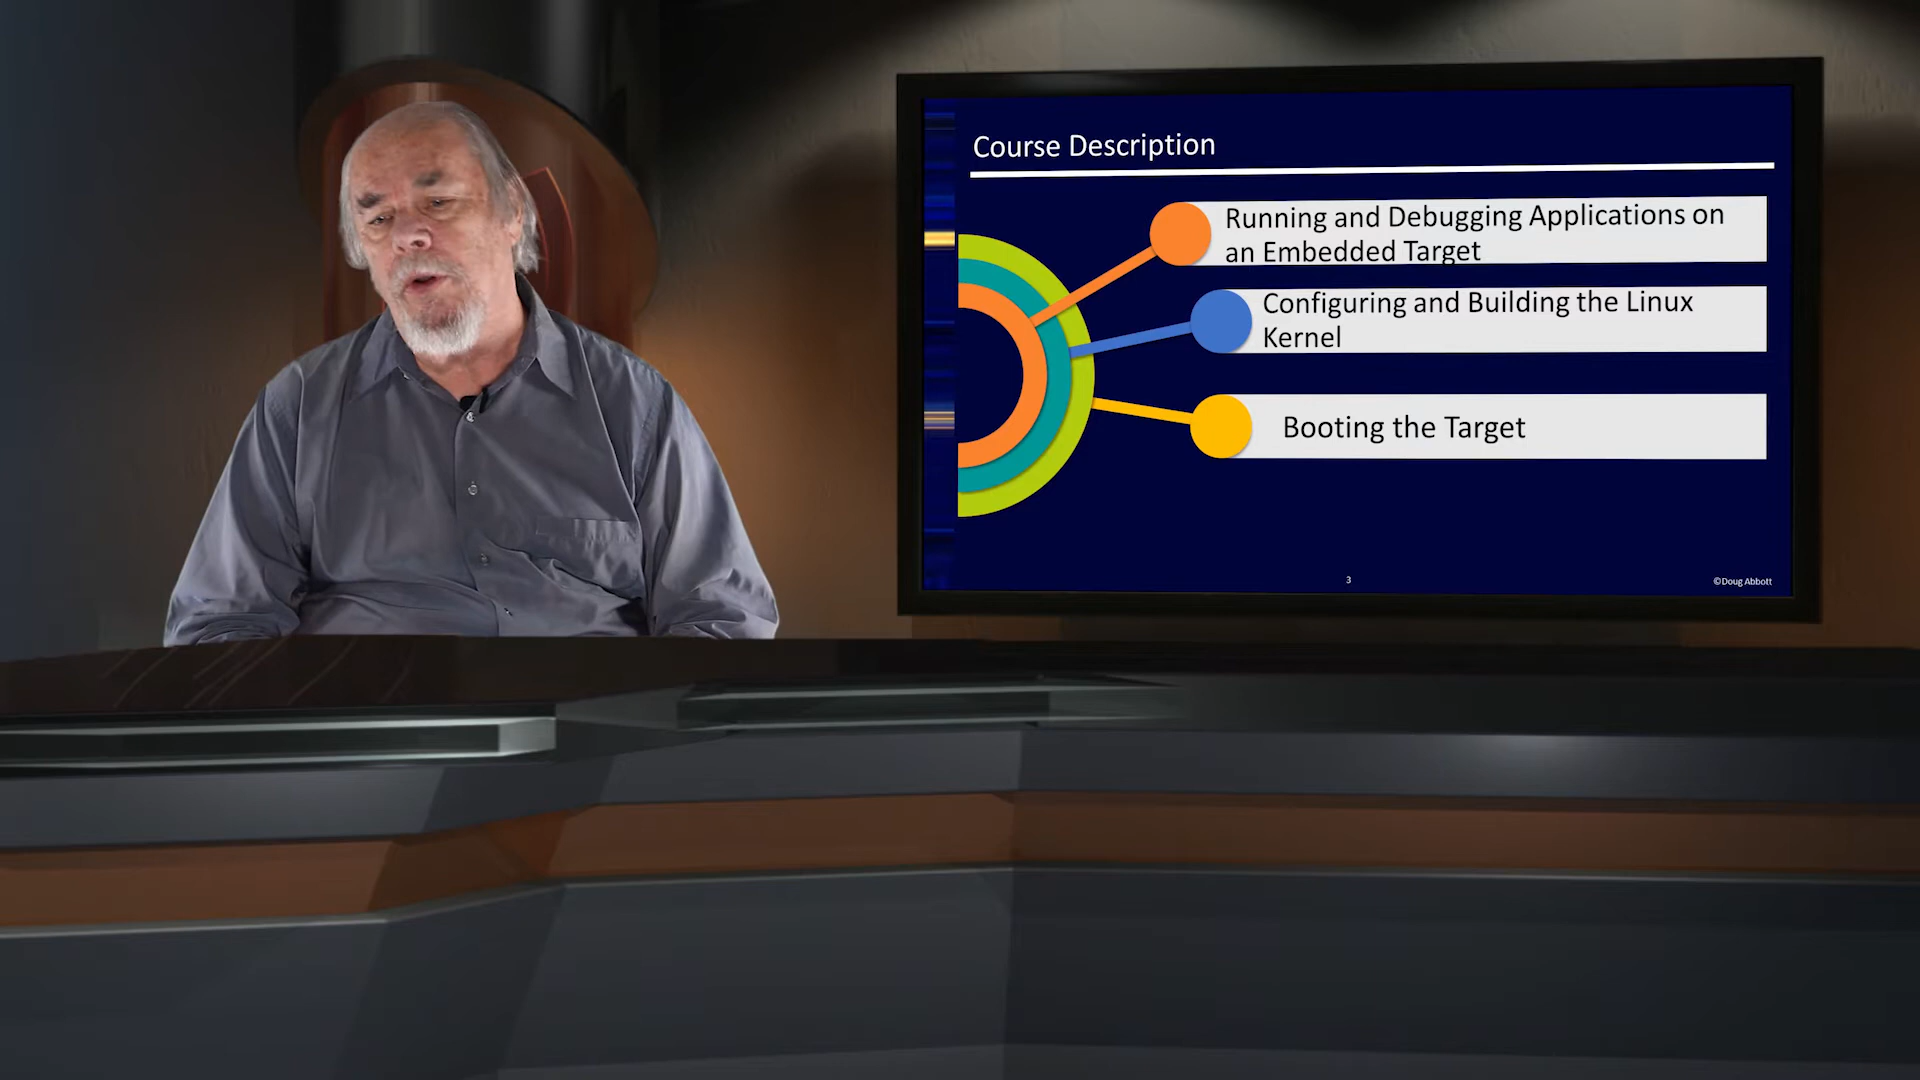 Course Description
Running and Debugging Applications on
an Embedded Target
Configuring and Building the Linux
Kernel
Booting the Target
3
©Doug Abbott